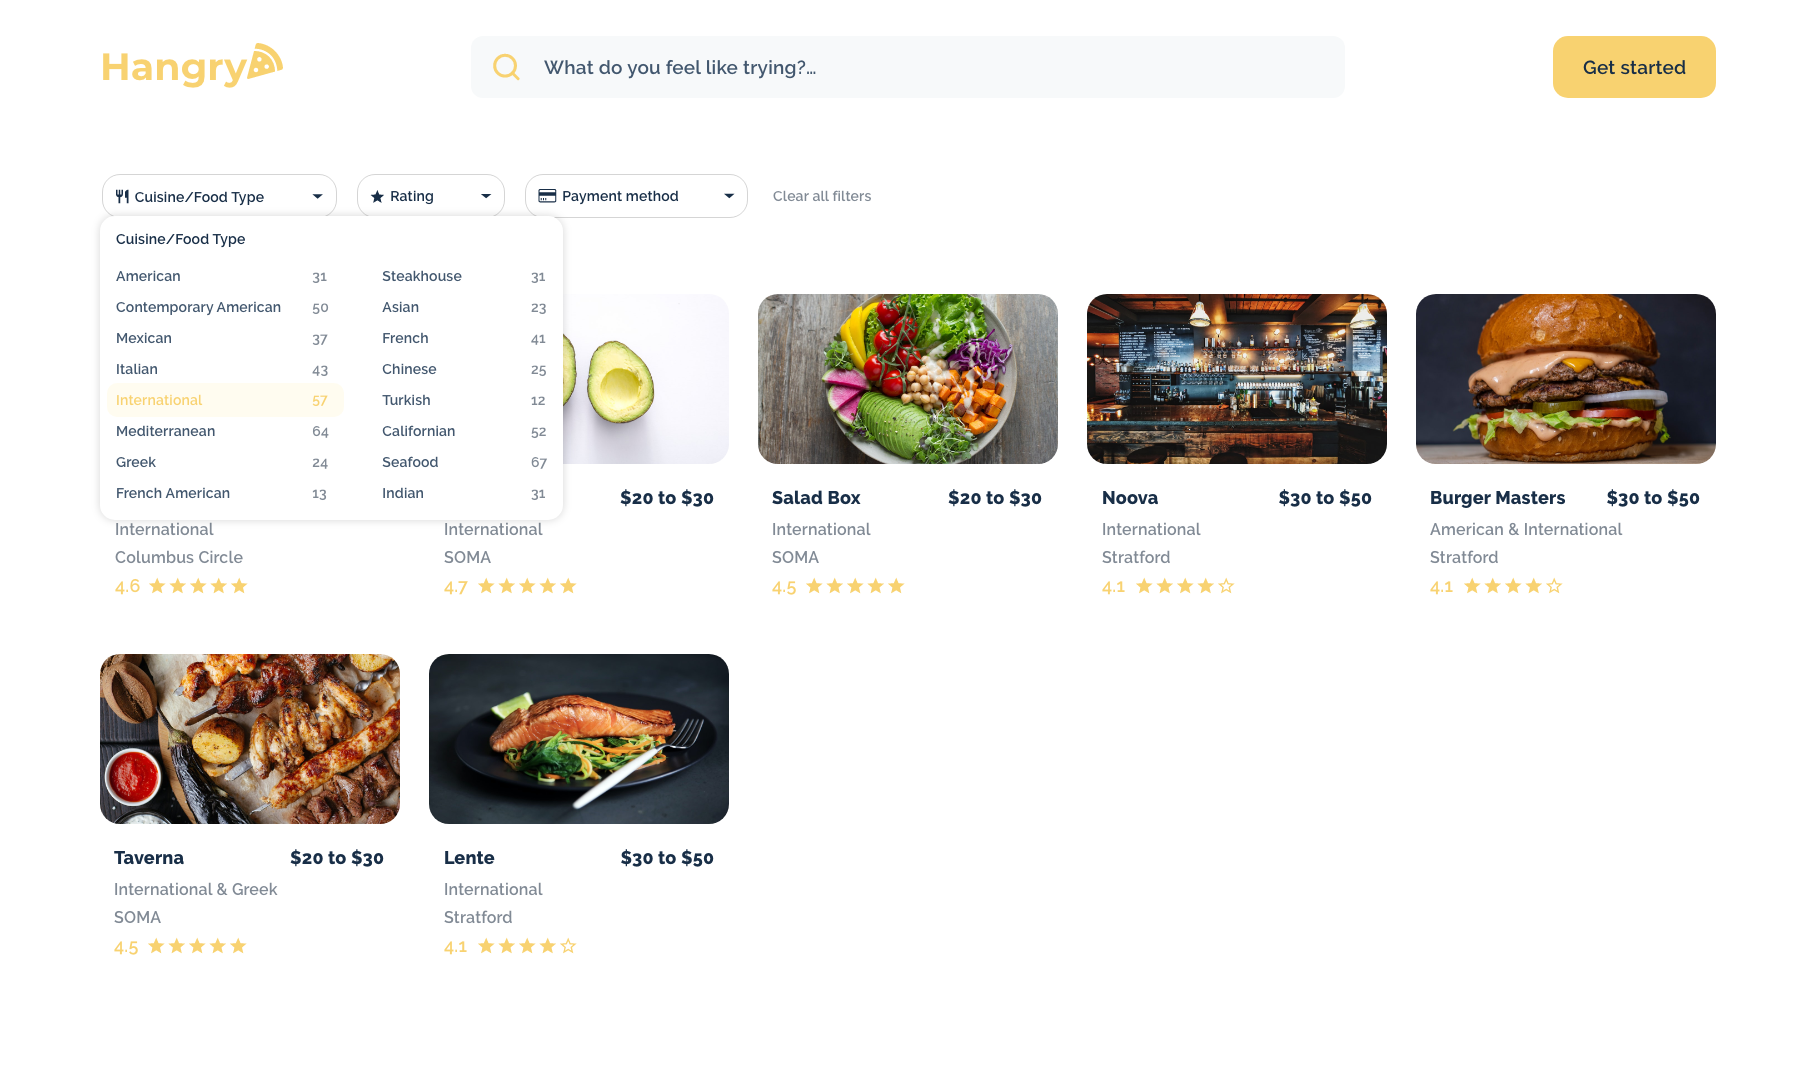 Hangry
What do you feel like trying?...
Get started
Cuisine/Food Type
Rating
Payment method
Clear all filters
Cuisine/Food Type
American 31
Contemporary American 50
Mexican 37
Italian 43
International 57
Mediterranean 64
Greek 24
French American 13
Steakhouse 31
Asian 23
French 41
Chinese 25
Turkish 12
Californian 52
Seafood 67
Indian 31
International
Columbus Circle
4.6
$20 to $30
International
SOMA
4.7
Salad Box $20 to $30
International
SOMA
4.5
Noova $30 to $50
International
Stratford
4.1
Burger Masters $30 to $50
American & International
Stratford
4.1
Taverna $20 to $30
International & Greek
SOMA
4.5
Lente $30 to $50
International
Stratford
4.1